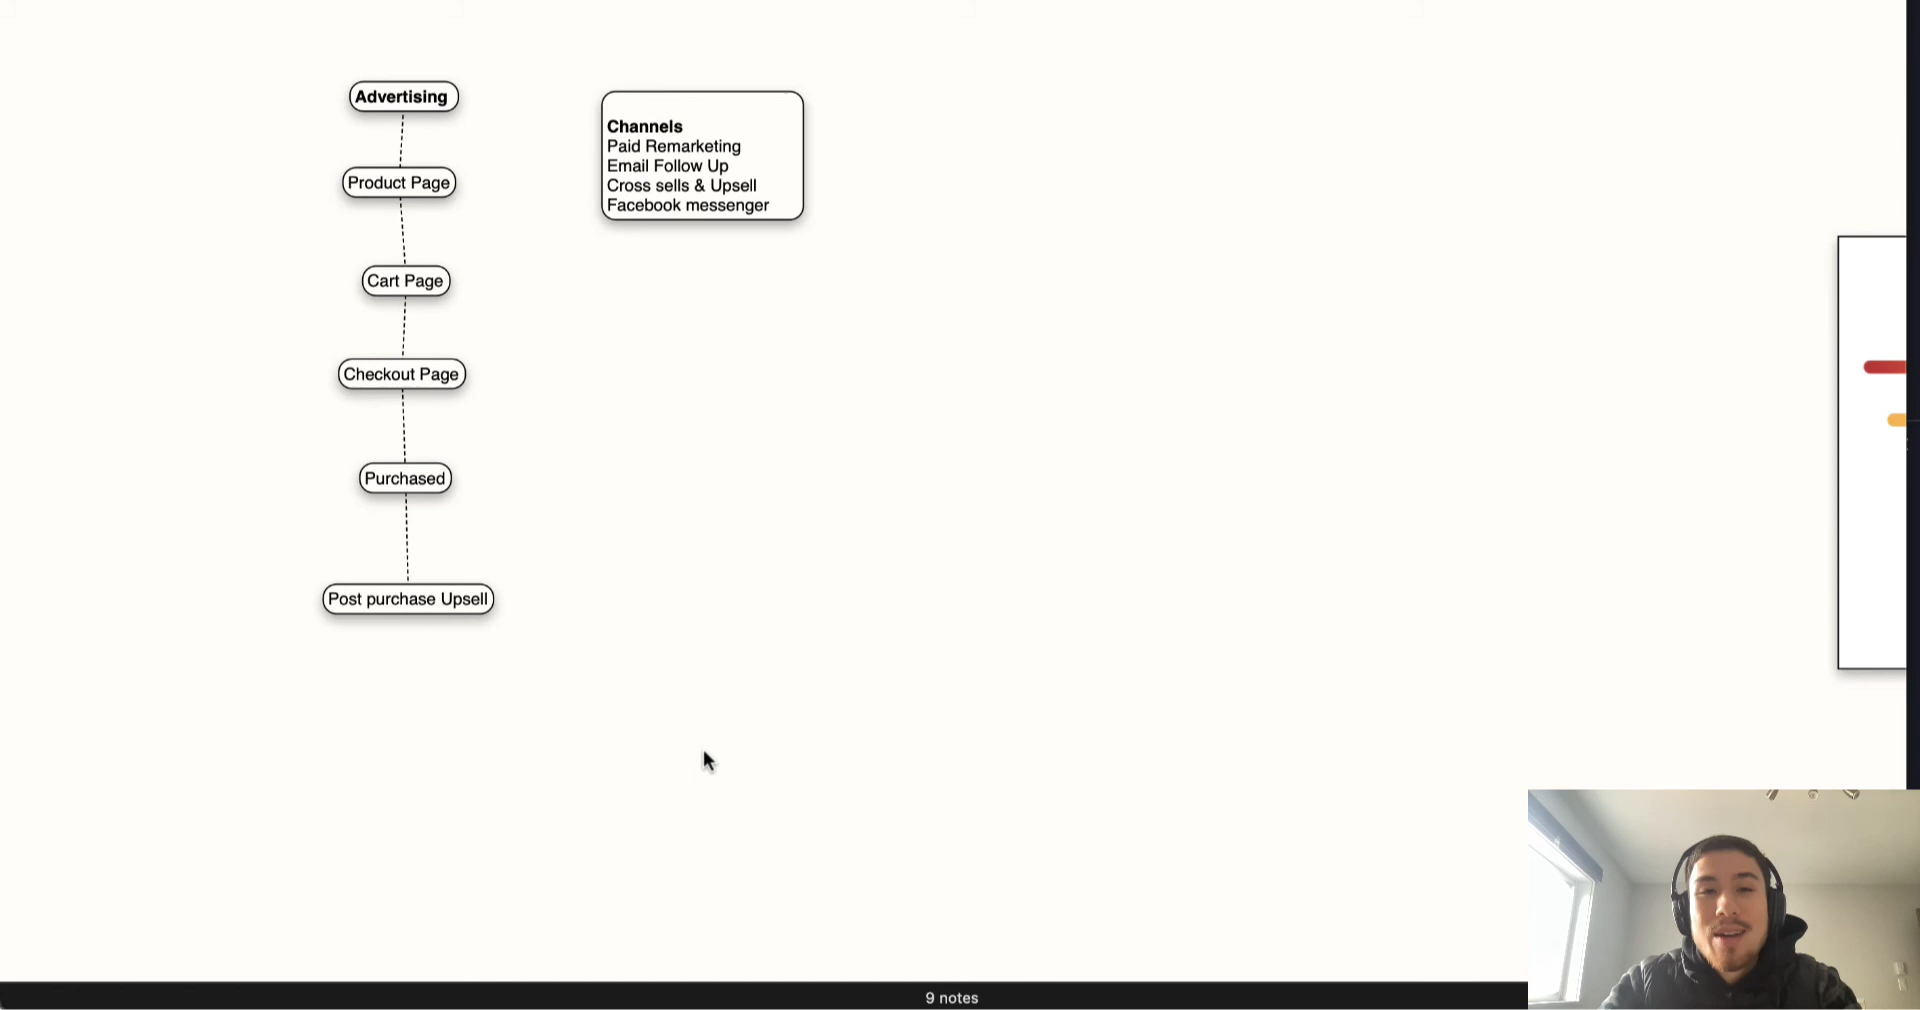 Advertising
Product Page
Cart Page
Checkout Page
Purchased
Post purchase Upsell
Channels
Paid Remarketing
Email Follow Up
Cross sells & Upsell
Facebook messenger
9 notes